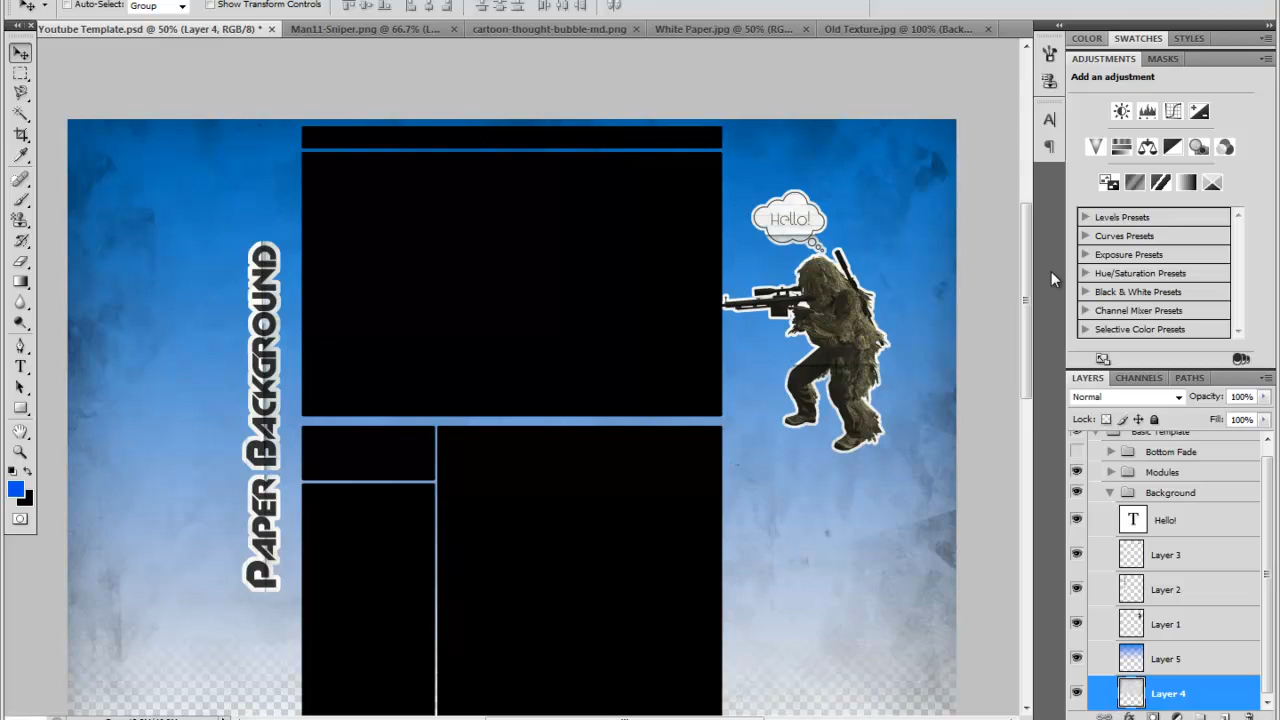 Auto-Select: Group Show Transform Controls
Youtube Template.psd @ 50% (Layer 4, RGB/8) * × Man11-Sniper.png @ 66.7% (L... × cartoon-thought-bubble-md.png × White Paper.jpg @ 50% (RG... × Old Texture.jpg @ 100% (Back... ×
COLOR SWATCHES STYLES
ADJUSTMENTS MASKS
Add an adjustment
Levels Presets
Curves Presets
Exposure Presets
Hue/Saturation Presets
Black & White Presets
Channel Mixer Presets
Selective Color Presets
Hello!
PAPER BACKGROUND
LAYERS CHANNELS PATHS
Normal Opacity: 100%
Lock: Fill: 100%
Basic Template
Bottom Fade
Modules
Background
T Hello!
Layer 3
Layer 2
Layer 1
Layer 5
Layer 4